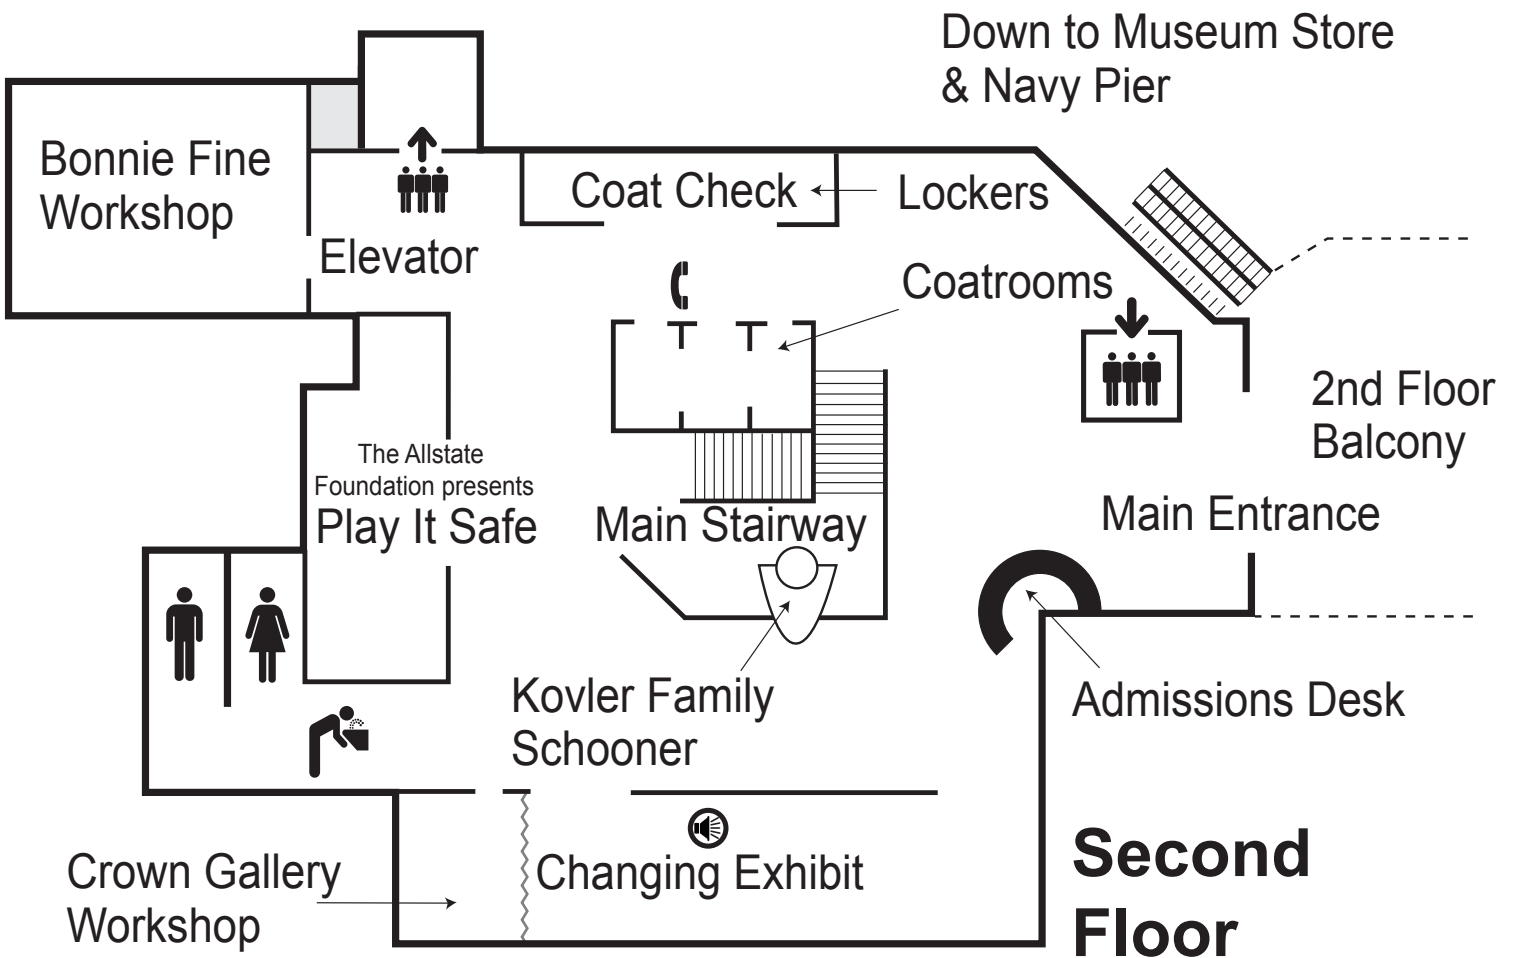 Down to Museum Store
& Navy Pier
Bonnie Fine
Workshop
Coat Check
Lockers
Elevator
Coatrooms
2nd Floor
Balcony
The Allstate
Foundation presents
Play It Safe
Main Stairway
Main Entrance
Kovler Family
Schooner
Admissions Desk
Crown Gallery
Workshop
Changing Exhibit
Second
Floor